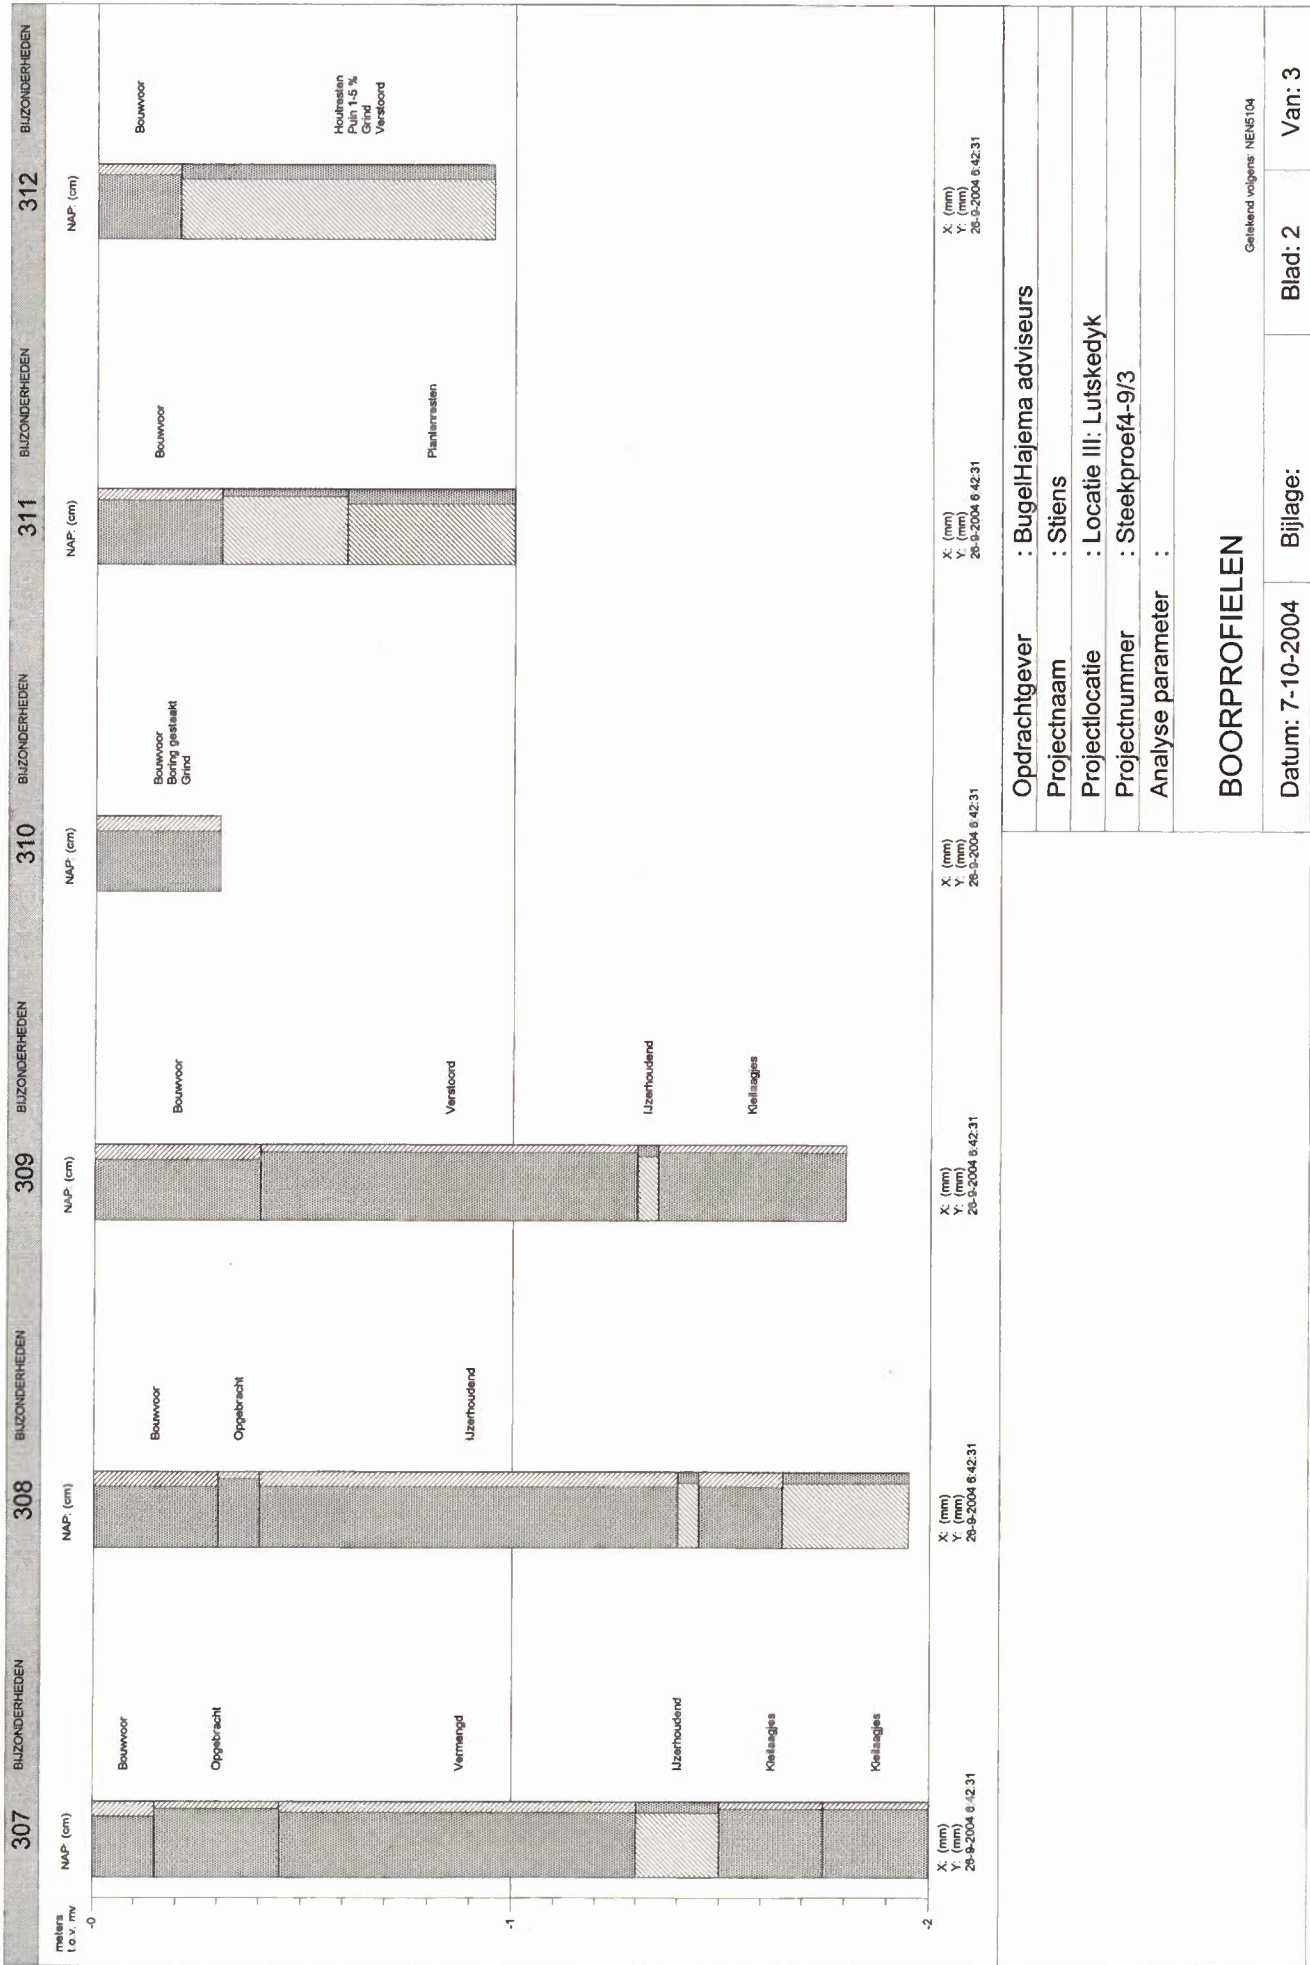 307 BIJZONDERHEDEN 308 BIJZONDERHEDEN 309 BIJZONDERHEDEN 310 BIJZONDERHEDEN 311 BIJZONDERHEDEN 312 BIJZONDERHEDEN
meters
t.o.v. mv
-0
-1
-2
NAP: (cm)
Bouwvoor
Opgebracht
Vermengd
IJzerhoudend
Kleilaagjes
Kleilaagjes
X: (mm)
Y: (mm)
26-9-2004 6:42:31
NAP: (cm)
Bouwvoor
Opgebracht
IJzerhoudend
X: (mm)
Y: (mm)
26-9-2004 6:42:31
NAP: (cm)
Bouwvoor
Verstoord
IJzerhoudend
Kleilaagjes
X: (mm)
Y: (mm)
26-9-2004 6:42:31
NAP: (cm)
Bouwvoor
Boring gestaakt
Grind
X: (mm)
Y: (mm)
26-9-2004 6:42:31
NAP: (cm)
Bouwvoor
Plantenresten
X: (mm)
Y: (mm)
26-9-2004 6:42:31
NAP: (cm)
Bouwvoor
Houtresten
Puin 1-5 %
Grind
Verstoord
X: (mm)
Y: (mm)
26-9-2004 6:42:31
Opdrachtgever : BugelHajema adviseurs
Projectnaam : Stiens
Projectlocatie : Locatie III: Lutskedyk
Projectnummer : Steekproef4-9/3
Analyse parameter :
BOORPROFIELEN
Getekend volgens: NEN5104
Datum: 7-10-2004 Bijlage: Blad: 2 Van: 3